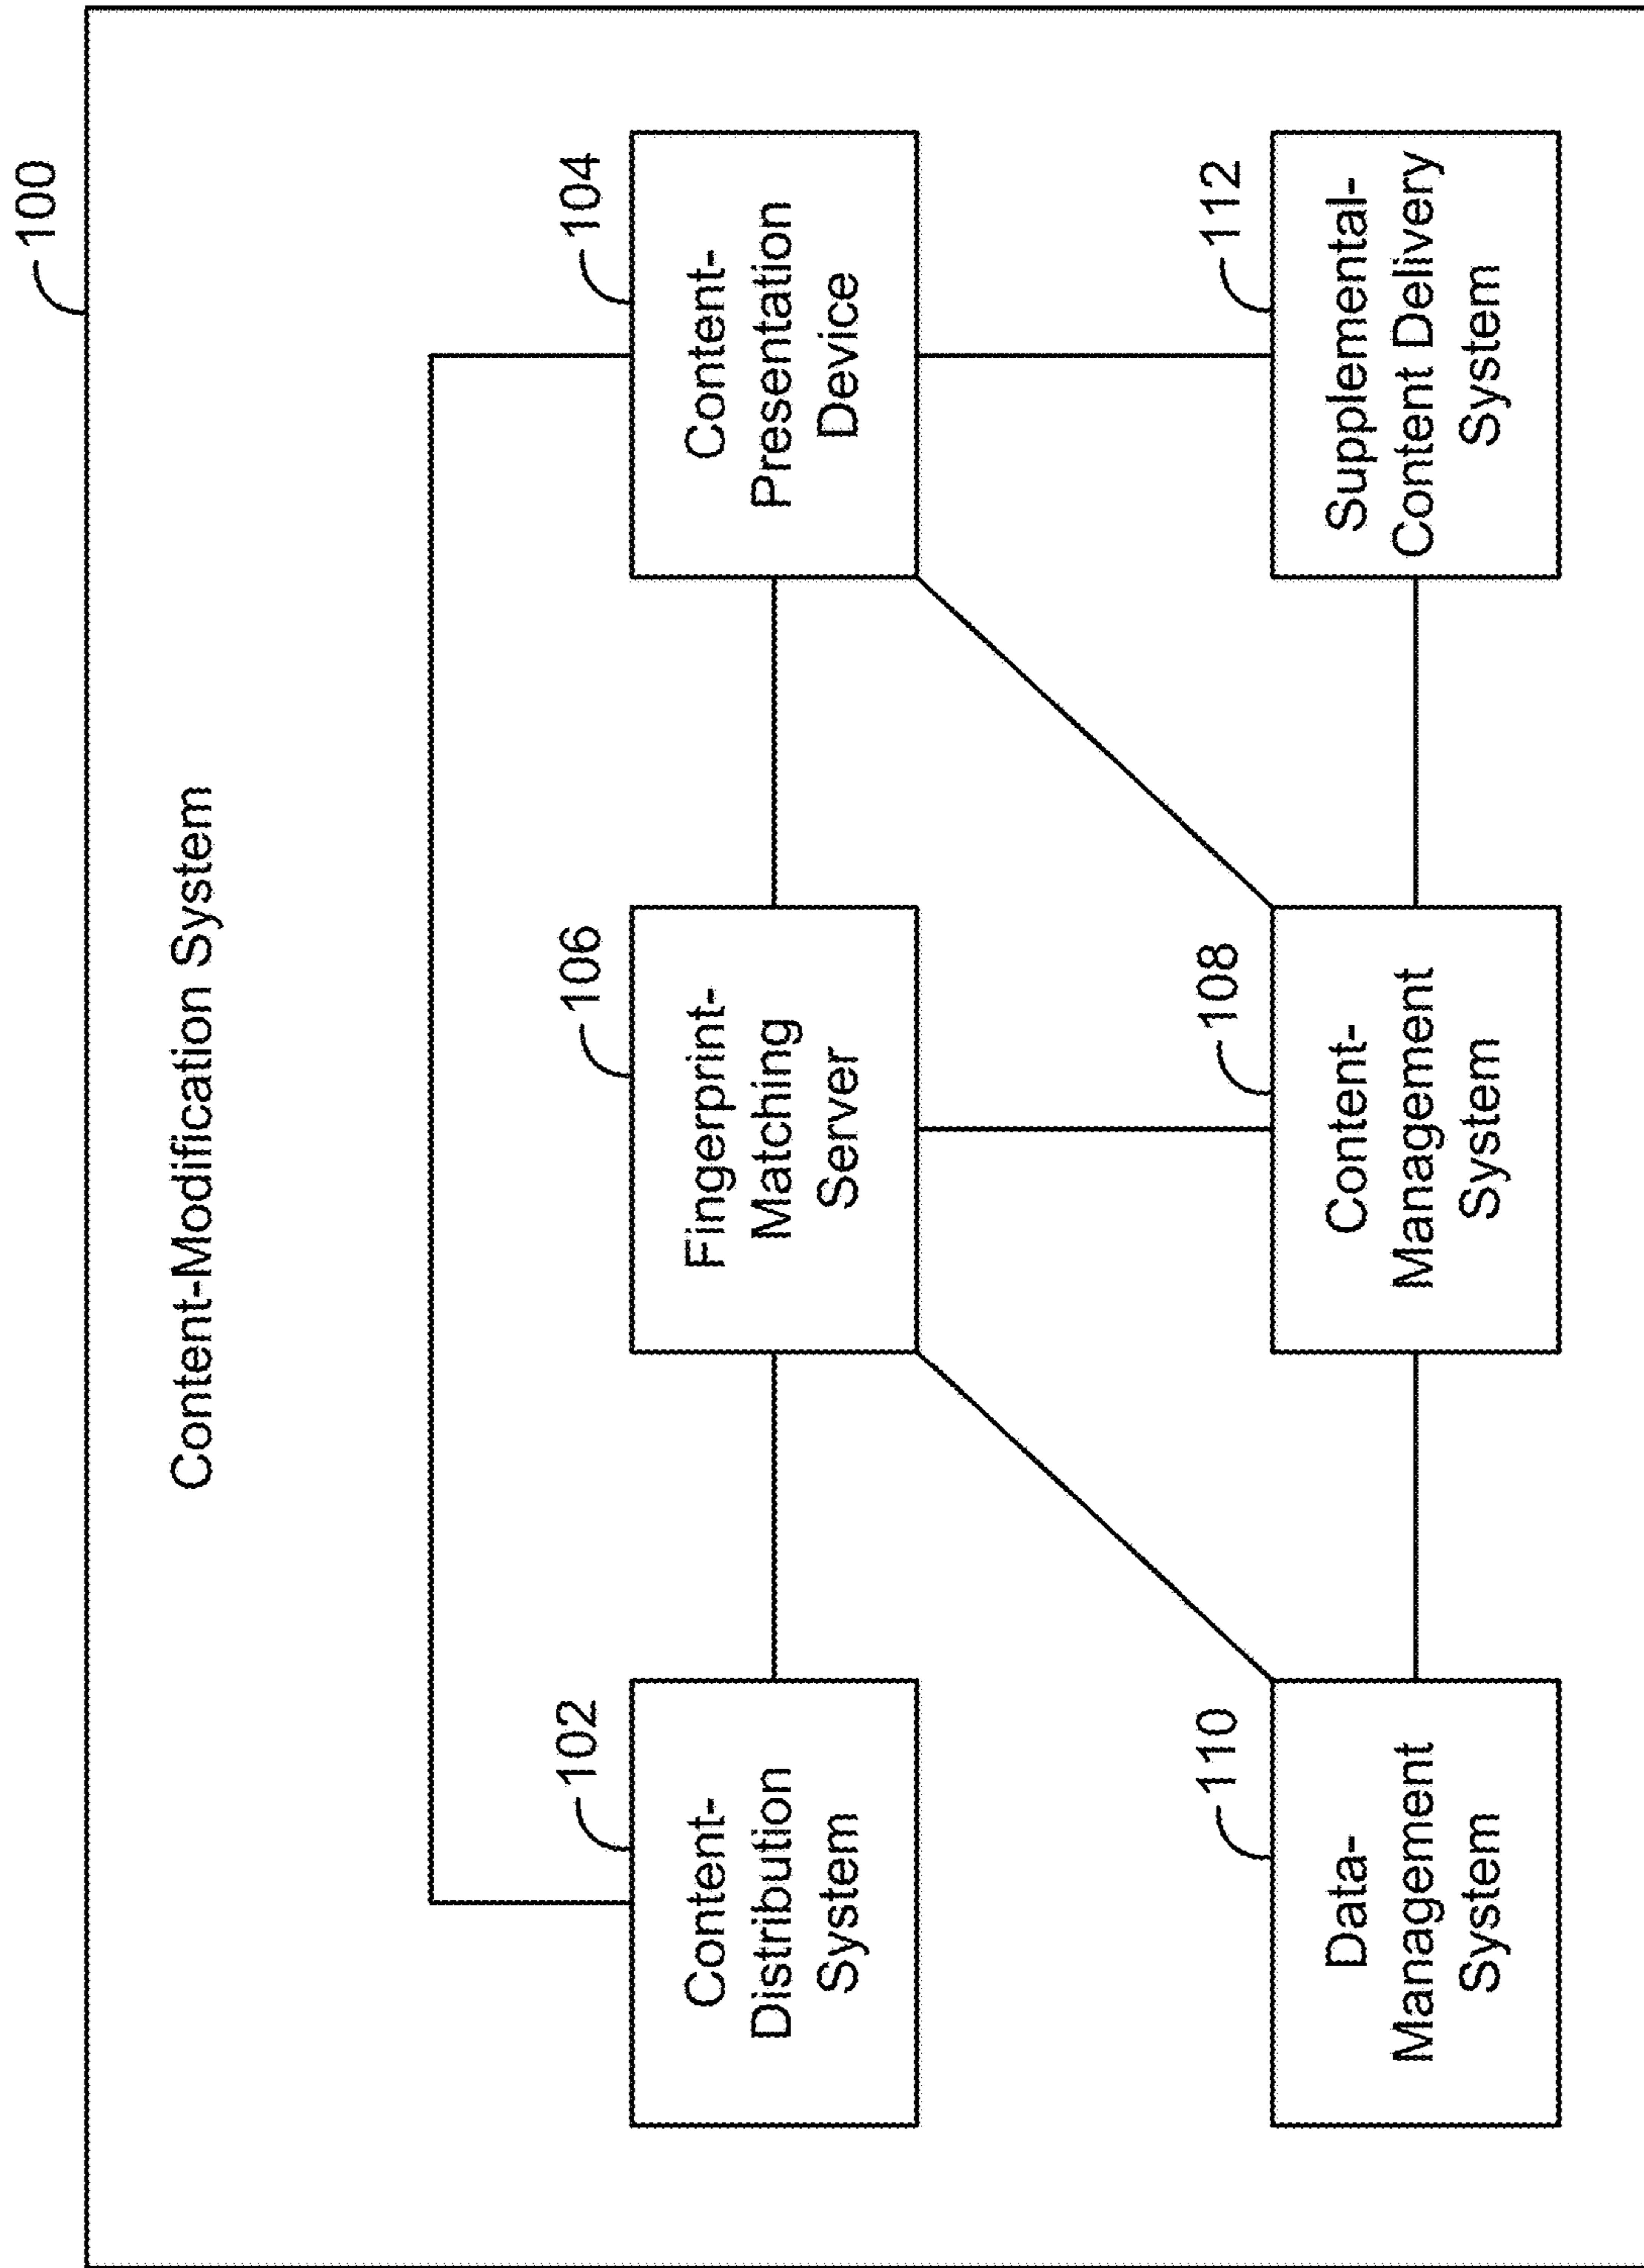 100
Content-Modification System
102
Content-
Distribution
System
106
Fingerprint-
Matching
Server
104
Content-
Presentation
Device
110
Data-
Management
System
108
Content-
Management
System
112
Supplemental-
Content Delivery
System